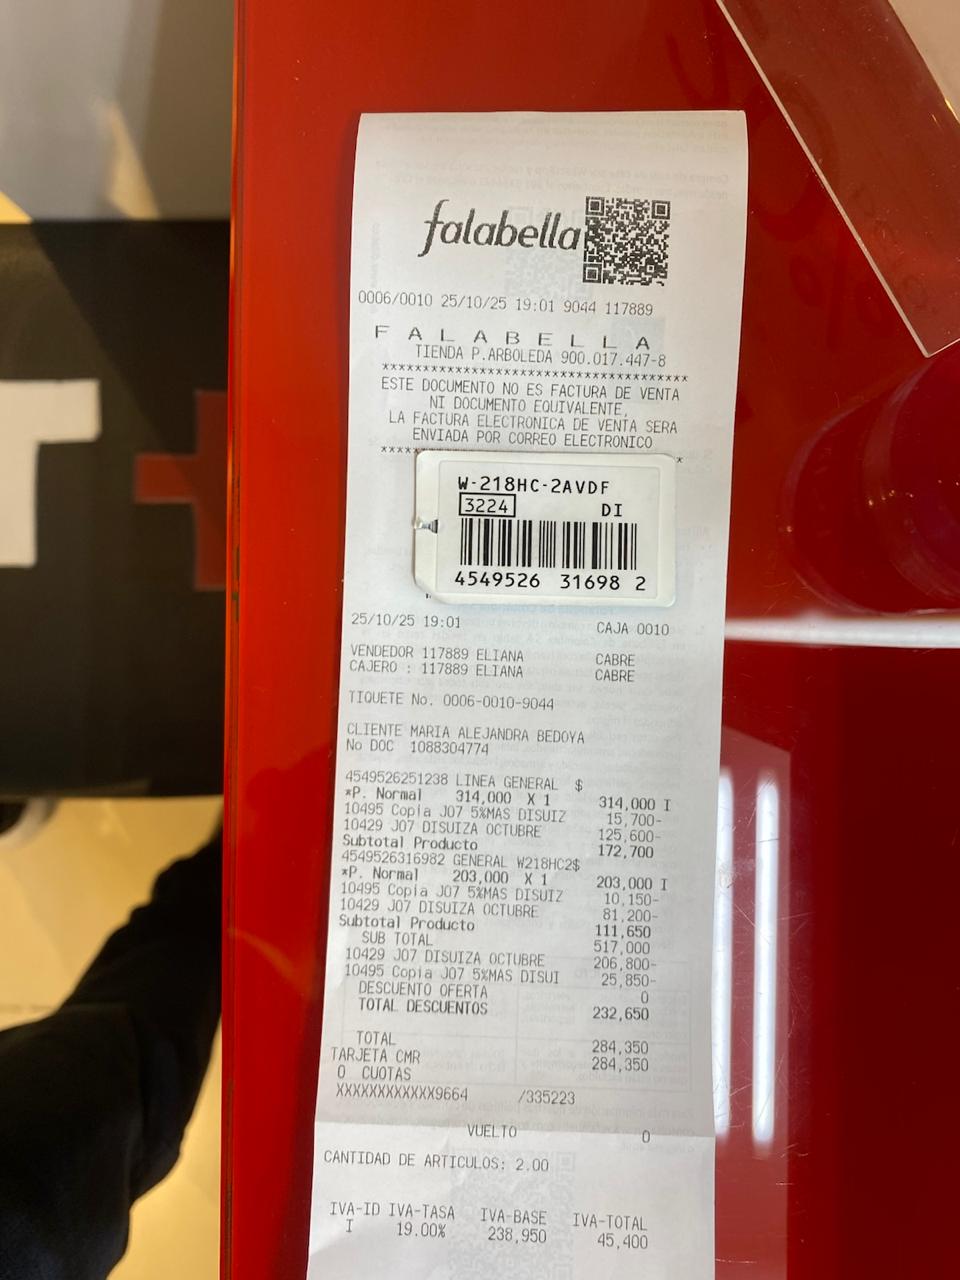 falabella
0006/0010 25/10/25 19:01 9044 117889
F A L A B E L L A
TIENDA P.ARBOLEDA 900.017.447-8
**************************************
ESTE DOCUMENTO NO ES FACTURA DE VENTA
NI DOCUMENTO EQUIVALENTE,
LA FACTURA ELECTRONICA DE VENTA SERA
ENVIADA POR CORREO ELECTRONICO
W-218HC-2AVDF
3224 DI
4549526 31698 2
25/10/25 19:01 CAJA 0010
VENDEDOR 117889 ELIANA CABRE
CAJERO : 117889 ELIANA CABRE
TIQUETE No. 0006-0010-9044
CLIENTE MARIA ALEJANDRA BEDOYA
No DOC 1088304774
4549526251238 LINEA GENERAL $
*P. Normal 314,000 X 1 314,000 I
10495 Copia J07 5%MAS DISUIZ 15,700-
10429 J07 DISUIZA OCTUBRE 125,600-
Subtotal Producto 172,700
4549526316982 GENERAL W218HC2$
*P. Normal 203,000 X 1 203,000 I
10495 Copia J07 5%MAS DISUIZ 10,150-
10429 J07 DISUIZA OCTUBRE 81,200-
Subtotal Producto 111,650
SUB TOTAL 517,000
10429 J07 DISUIZA OCTUBRE 206,800-
10495 Copia J07 5%MAS DISUI 25,850-
DESCUENTO OFERTA 0
TOTAL DESCUENTOS 232,650
TOTAL 284,350
TARJETA CMR 284,350
0 CUOTAS
XXXXXXXXXXXX9664 /335223
VUELTO 0
CANTIDAD DE ARTICULOS: 2.00
IVA-ID IVA-TASA IVA-BASE IVA-TOTAL
I 19.00% 238,950 45,400